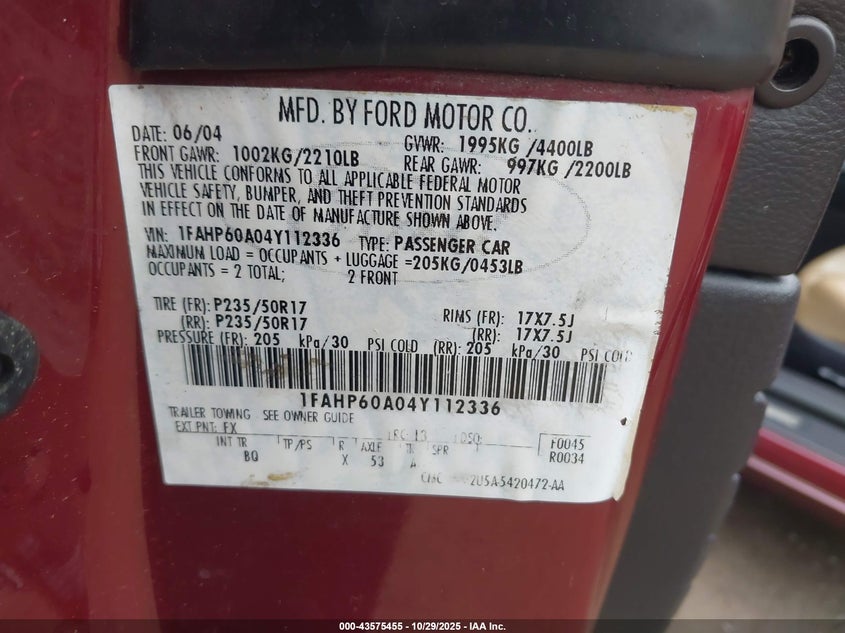 MFD. BY FORD MOTOR CO.
DATE: 06/04 GVWR: 1995KG /4400LB
FRONT GAWR: 1002KG/2210LB REAR GAWR: 997KG /2200LB
THIS VEHICLE CONFORMS TO ALL APPLICABLE FEDERAL MOTOR
VEHICLE SAFETY, BUMPER, AND THEFT PREVENTION STANDARDS
IN EFFECT ON THE DATE OF MANUFACTURE SHOWN ABOVE.
VIN: 1FAHP60A04Y112336 TYPE: PASSENGER CAR
MAXIMUM LOAD = OCCUPANTS + LUGGAGE =205KG/0453LB
OCCUPANTS = 2 TOTAL; 2 FRONT
TIRE (FR): P235/50R17 RIMS (FR): 17X7.5J
(RR): P235/50R17 (RR): 17X7.5J
PRESSURE (FR): 205 kPa/30 PSI COLD (RR): 205 kPa/30 PSI COLD
1FAHP60A04Y112336
TRAILER TOWING SEE OWNER GUIDE
EXT PNT: FX RC: 13 DSO: F0045
INT TR TP/PS R AXLE TR SPR R0034
BQ X 53 A
2U5A-5420472-AA
000-43575455 | 10/29/2025 | IAA Inc.